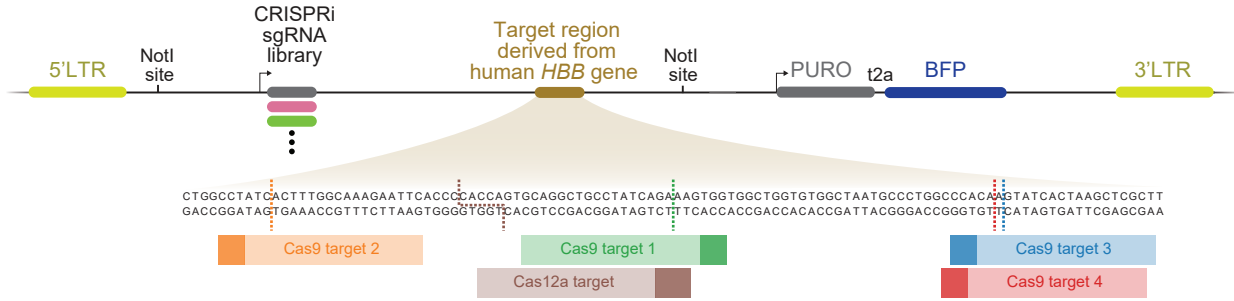 CRISPRi
sgRNA
library
Target region
derived from
human HBB gene
NotI
site
NotI
site
5'LTR
PURO
t2a
BFP
3'LTR
CTGGCCTATCACTTTGGCAAAGAATTCACCCCACCAGTGCAGGCTGCCTATCAGAAAGTGGTGGCTGGTGTGGCTAATGCCCTGGCCCACAAGTATCACTAAGCTCGCTT
GACCGGATAGTGAAACCGTTTCTTAAGTGGGGTGGTCACGTCCGACGGATAGTCTTTCACCACCGACCACACCGATTACGGGACCGGGTGTTCATAGTGATTCGAGCGAA
Cas9 target 2
Cas9 target 1
Cas9 target 3
Cas12a target
Cas9 target 4